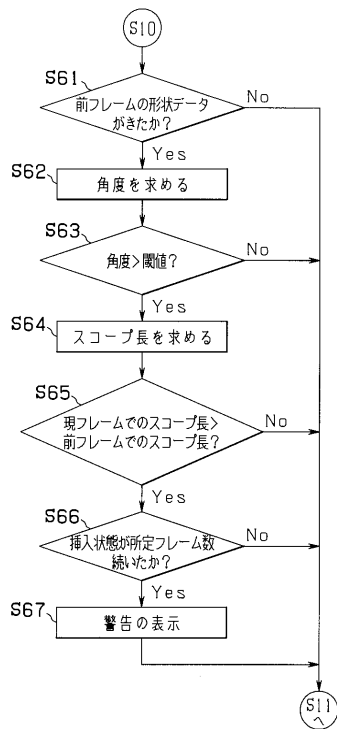 S10
S61
前フレームの形状データ
がきたか?
No
Yes
S62
角度を求める
S63
角度>閾値?
No
Yes
S64
スコープ長を求める
S65
現フレームでのスコープ長>
前フレームでのスコープ長?
No
Yes
S66
挿入状態が所定フレーム数
続いたか?
No
Yes
S67
警告の表示
S11
へ